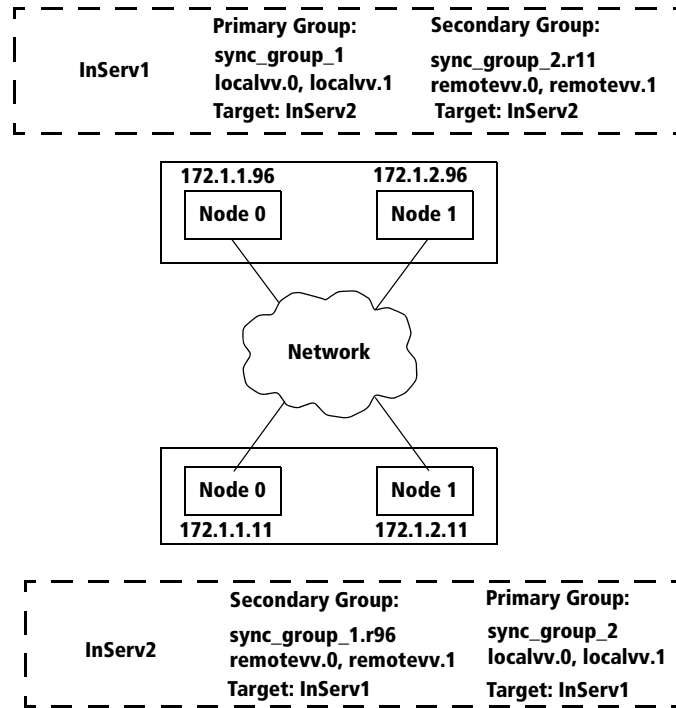 InServ1
Primary Group:
sync_group_1
localvv.0, localvv.1
Target: InServ2
Secondary Group:
sync_group_2.r11
remotevv.0, remotevv.1
Target: InServ2
172.1.1.96
172.1.2.96
Node 0
Node 1
Network
Node 0
Node 1
172.1.1.11
172.1.2.11
InServ2
Secondary Group:
sync_group_1.r96
remotevv.0, remotevv.1
Target: InServ1
Primary Group:
sync_group_2
localvv.0, localvv.1
Target: InServ1